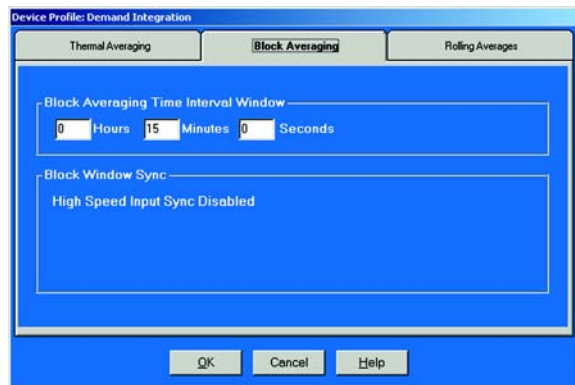 Device Profile: Demand Integration
Thermal Averaging
Block Averaging
Rolling Averages
Block Averaging Time Interval Window
0 Hours 15 Minutes 0 Seconds
Block Window Sync
High Speed Input Sync Disabled
OK Cancel Help